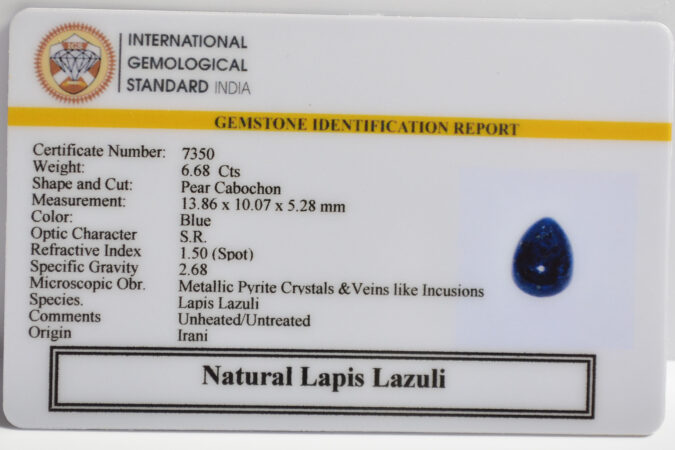 INTERNATIONAL
GEMOLOGICAL
STANDARD INDIA
GEMSTONE IDENTIFICATION REPORT
Certificate Number: 7350
Weight: 6.68 Cts
Shape and Cut: Pear Cabochon
Measurement: 13.86 x 10.07 x 5.28 mm
Color: Blue
Optic Character S.R.
Refractive Index 1.50 (Spot)
Specific Gravity 2.68
Microscopic Obr. Metallic Pyrite Crystals &Veins like Incusions
Species. Lapis Lazuli
Comments Unheated/Untreated
Origin Irani
Natural Lapis Lazuli